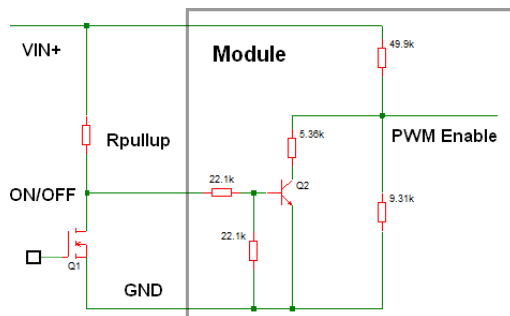 VIN+
Module
49.9k
Rpullup
5.36k
PWM Enable
ON/OFF
22.1k
Q2
9.31k
22.1k
Q1
GND